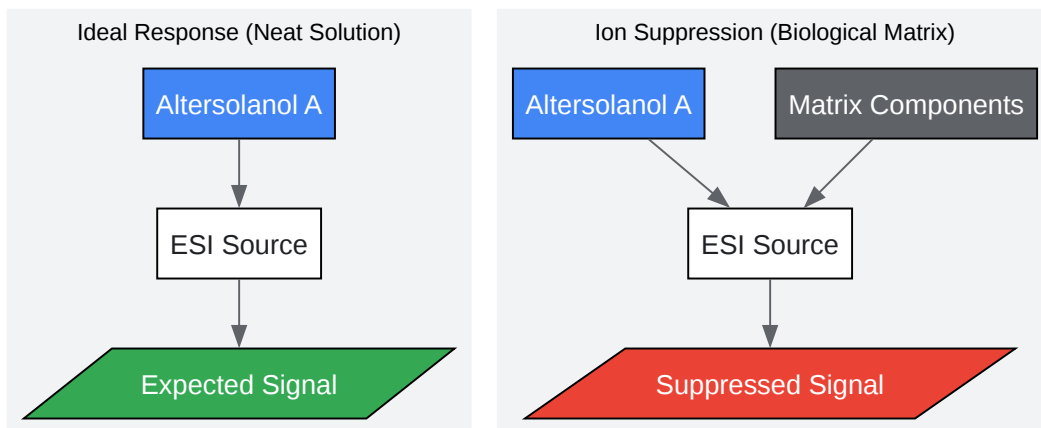 Ideal Response (Neat Solution)
Altersolanol A
ESI Source
Expected Signal
Ion Suppression (Biological Matrix)
Altersolanol A
Matrix Components
ESI Source
Suppressed Signal